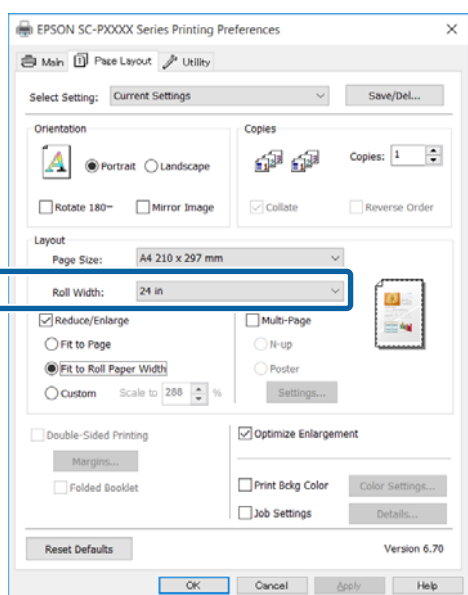 EPSON SC-PXXXX Series Printing Preferences
Main Page Layout Utility
Select Setting: Current Settings Save/Del...
Orientation
Portrait Landscape
Rotate 180° Mirror Image
Copies
Copies: 1
Collate Reverse Order
Layout
Page Size: A4 210 x 297 mm
Roll Width: 24 in
Reduce/Enlarge
Fit to Page
Fit to Roll Paper Width
Custom Scale to 288 %
Multi-Page
N-up
Poster
Settings...
Double-Sided Printing
Margins...
Folded Booklet
Optimize Enlargement
Print Bckg Color Color Settings...
Job Settings Details...
Reset Defaults Version 6.70
OK Cancel Apply Help